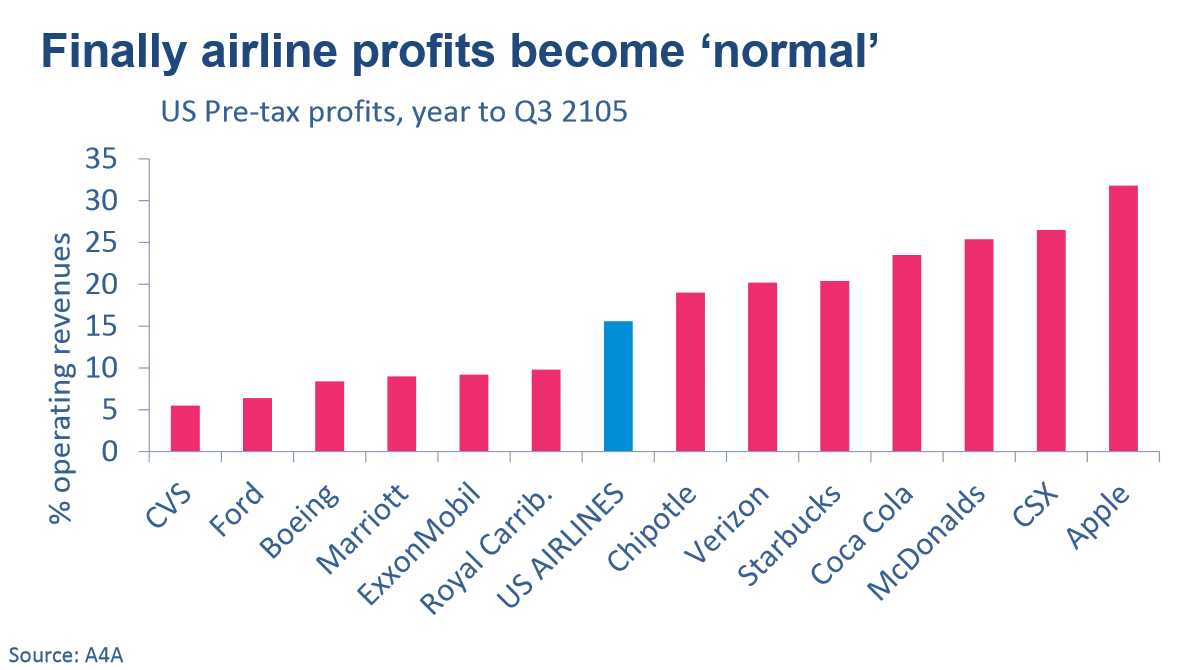 Finally airline profits become ‘normal’
US Pre-tax profits, year to Q3 2105
% operating revenues
35
30
25
20
15
10
5
0
CVS
Ford
Boeing
Marriott
ExxonMobil
Royal Carrib.
US AIRLINES
Chipotle
Verizon
Starbucks
Coca Cola
McDonalds
CSX
Apple
Source: A4A